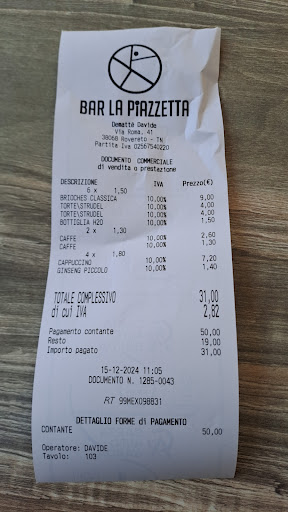 BAR LA PiAZZETTA
Demattè Davide
Via Roma, 41
38068 Rovereto - TN
Partita Iva 02567540220
DOCUMENTO COMMERCIALE
di vendita o prestazione
DESCRIZIONE IVA Prezzo(€)
6 x 1,50
BRIOCHES CLASSICA 10,00% 9,00
TORTE\STRUDEL 10,00% 4,00
TORTE\STRUDEL 10,00% 4,00
BOTTIGLIA H2O 10,00% 1,50
2 x 1,30
CAFFE 10,00% 2,60
CAFFE 10,00% 1,30
4 x 1,80
CAPPUCCINO 10,00% 7,20
GINSENG PICCOLO 10,00% 1,40
TOTALE COMPLESSIVO 31,00
di cui IVA 2,82
Pagamento contante 50,00
Resto 19,00
Importo pagato 31,00
15-12-2024 11:05
DOCUMENTO N. 1285-0043
RT 99MEX098831
DETTAGLIO FORME di PAGAMENTO
CONTANTE 50,00
Operatore: DAVIDE
Tavolo: 103